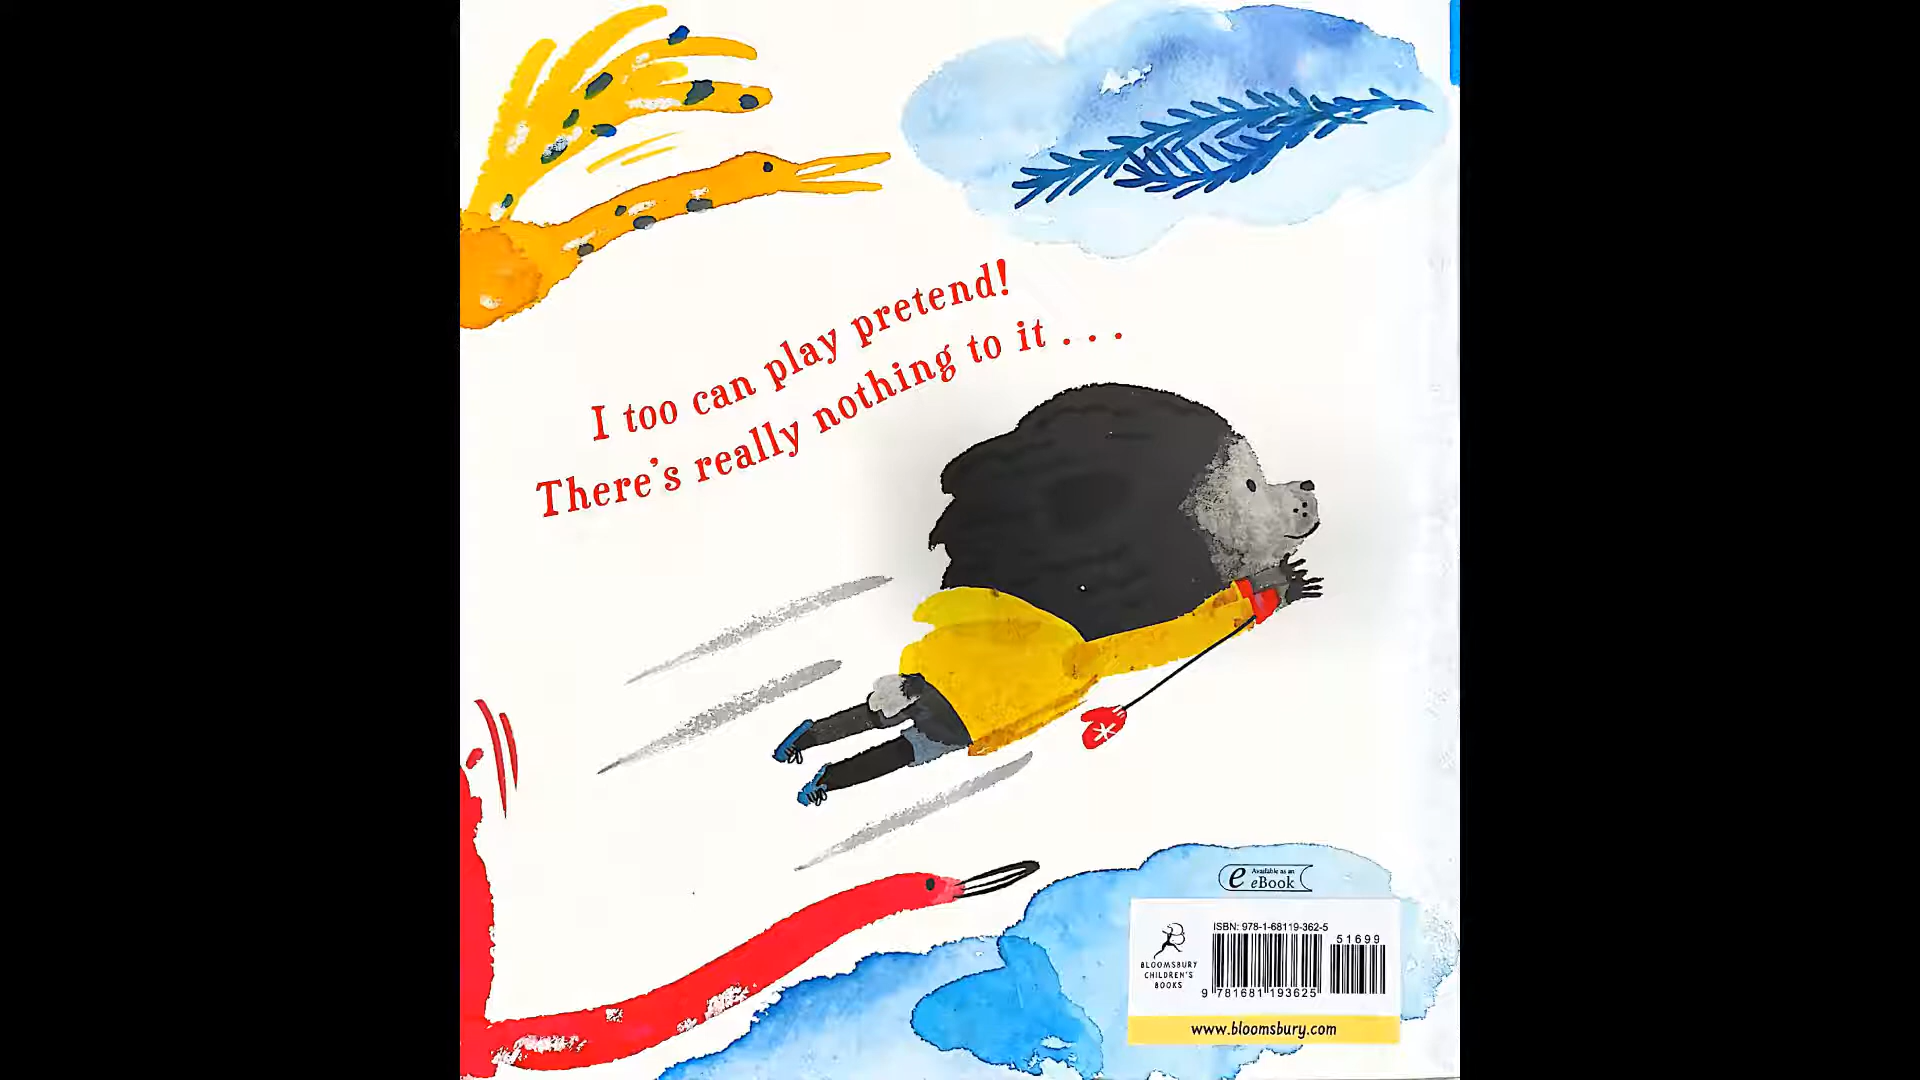 I too can play pretend!
There's really nothing to it . . .
e Available as an
eBook
ISBN: 978-1-68119-362-5
51699
BLOOMSBURY
CHILDREN'S
BOOKS
9 781681 193625
www.bloomsbury.com